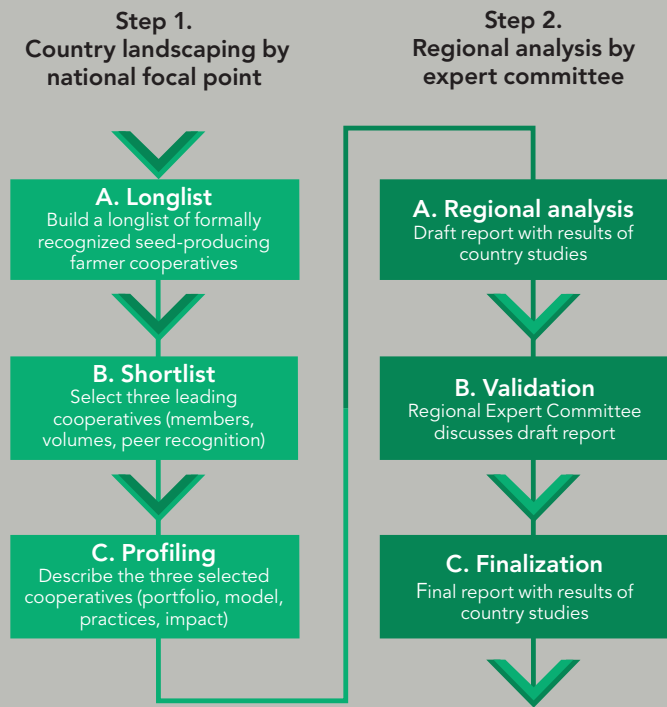 Step 1.
Country landscaping by
national focal point
A. Longlist
Build a longlist of formally
recognized seed-producing
farmer cooperatives
B. Shortlist
Select three leading
cooperatives (members,
volumes, peer recognition)
C. Profiling
Describe the three selected
cooperatives (portfolio, model,
practices, impact)
Step 2.
Regional analysis by
expert committee
A. Regional analysis
Draft report with results of
country studies
B. Validation
Regional Expert Committee
discusses draft report
C. Finalization
Final report with results of
country studies